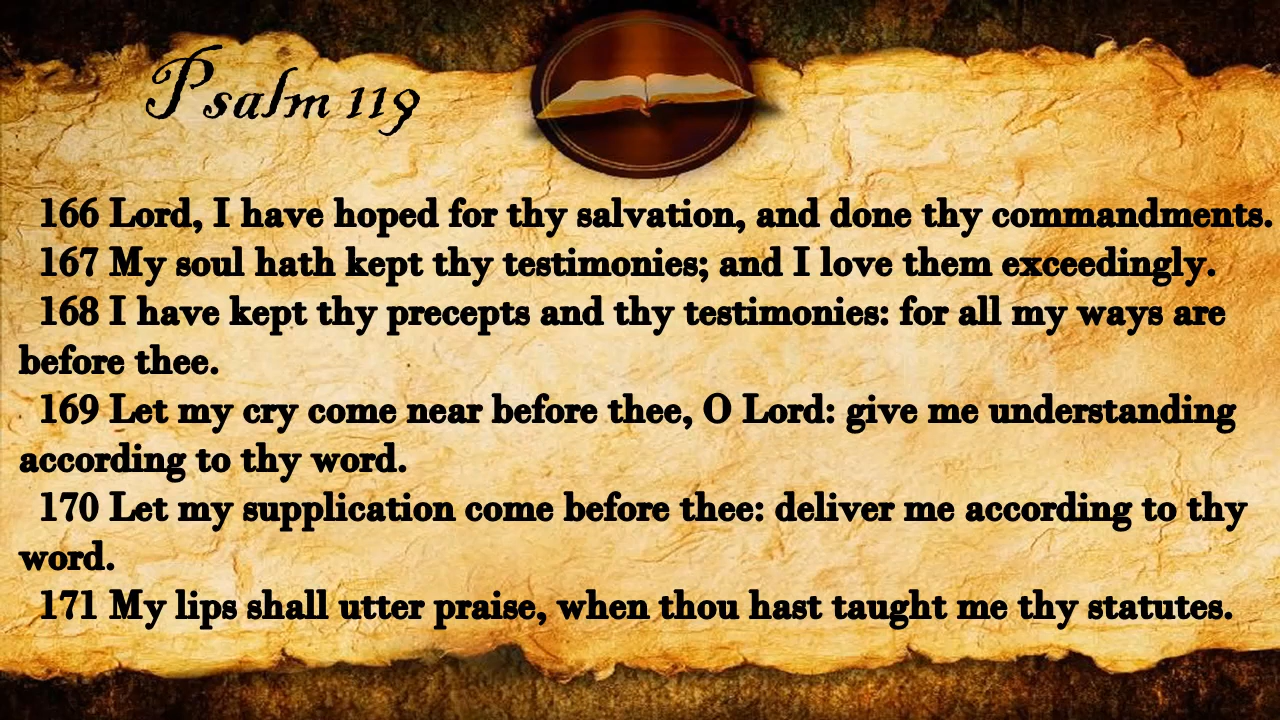 Psalm 119
166 Lord, I have hoped for thy salvation, and done thy commandments.
167 My soul hath kept thy testimonies; and I love them exceedingly.
168 I have kept thy precepts and thy testimonies: for all my ways are
before thee.
169 Let my cry come near before thee, O Lord: give me understanding
according to thy word.
170 Let my supplication come before thee: deliver me according to thy
word.
171 My lips shall utter praise, when thou hast taught me thy statutes.